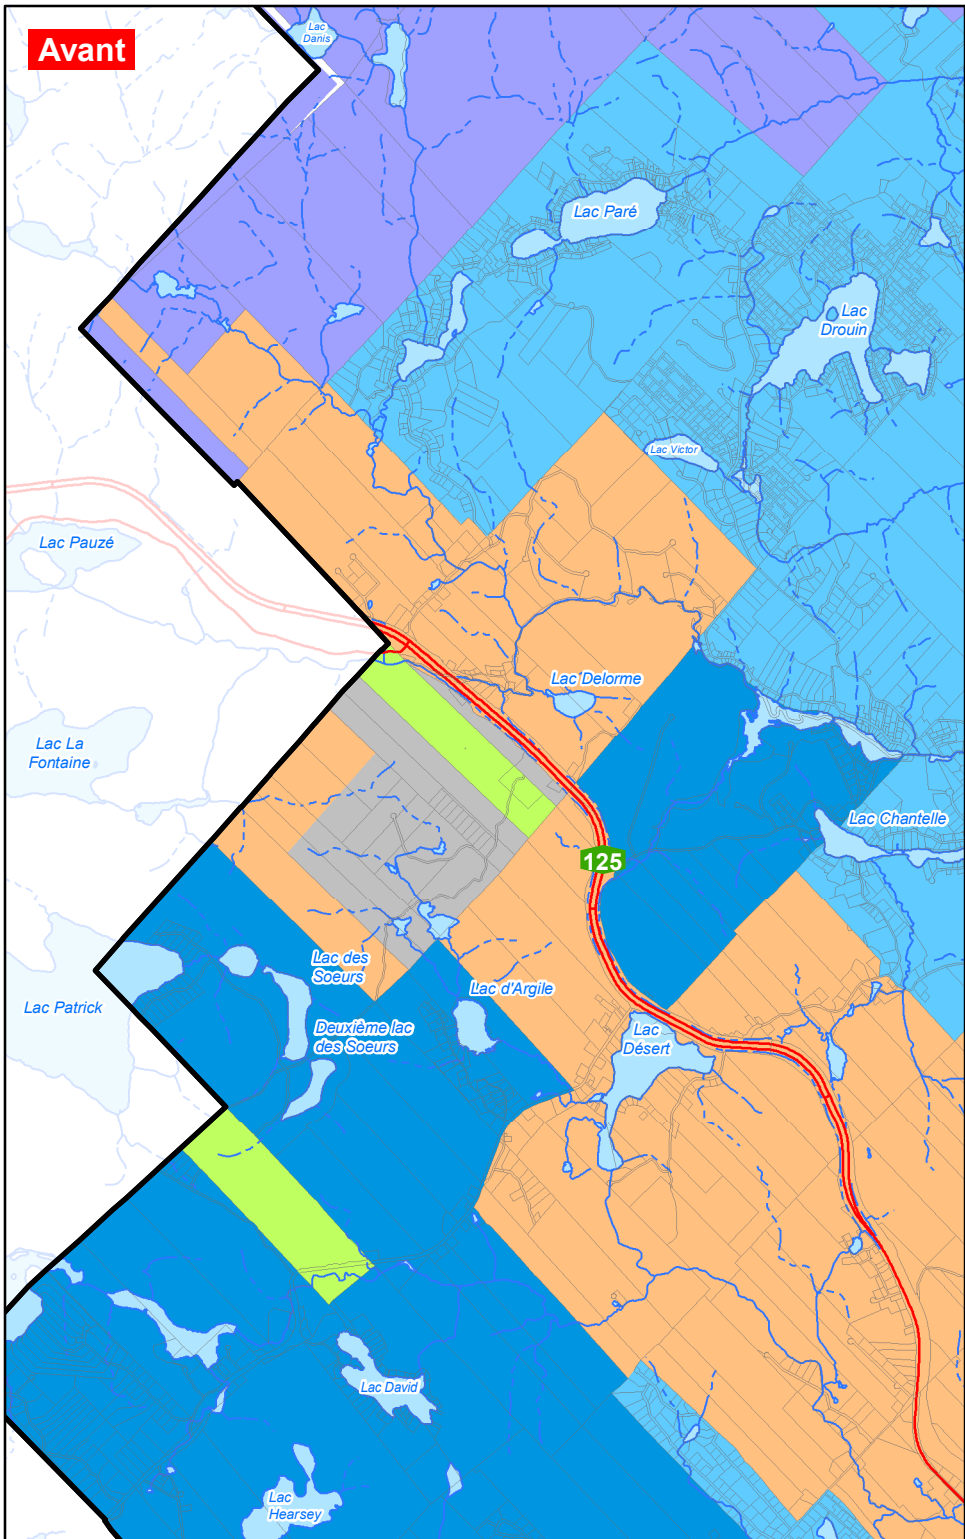 Lac
Danis
Avant
Lac Paré
Lac
Drouin
Lac Victor
Lac Pauzé
Lac Delorme
Lac La
Fontaine
Lac Chantelle
125
Lac des
Soeurs
Lac d'Argile
Lac Patrick
Deuxième lac
des Soeurs
Lac
Désert
Lac David
Lac
Hearsey